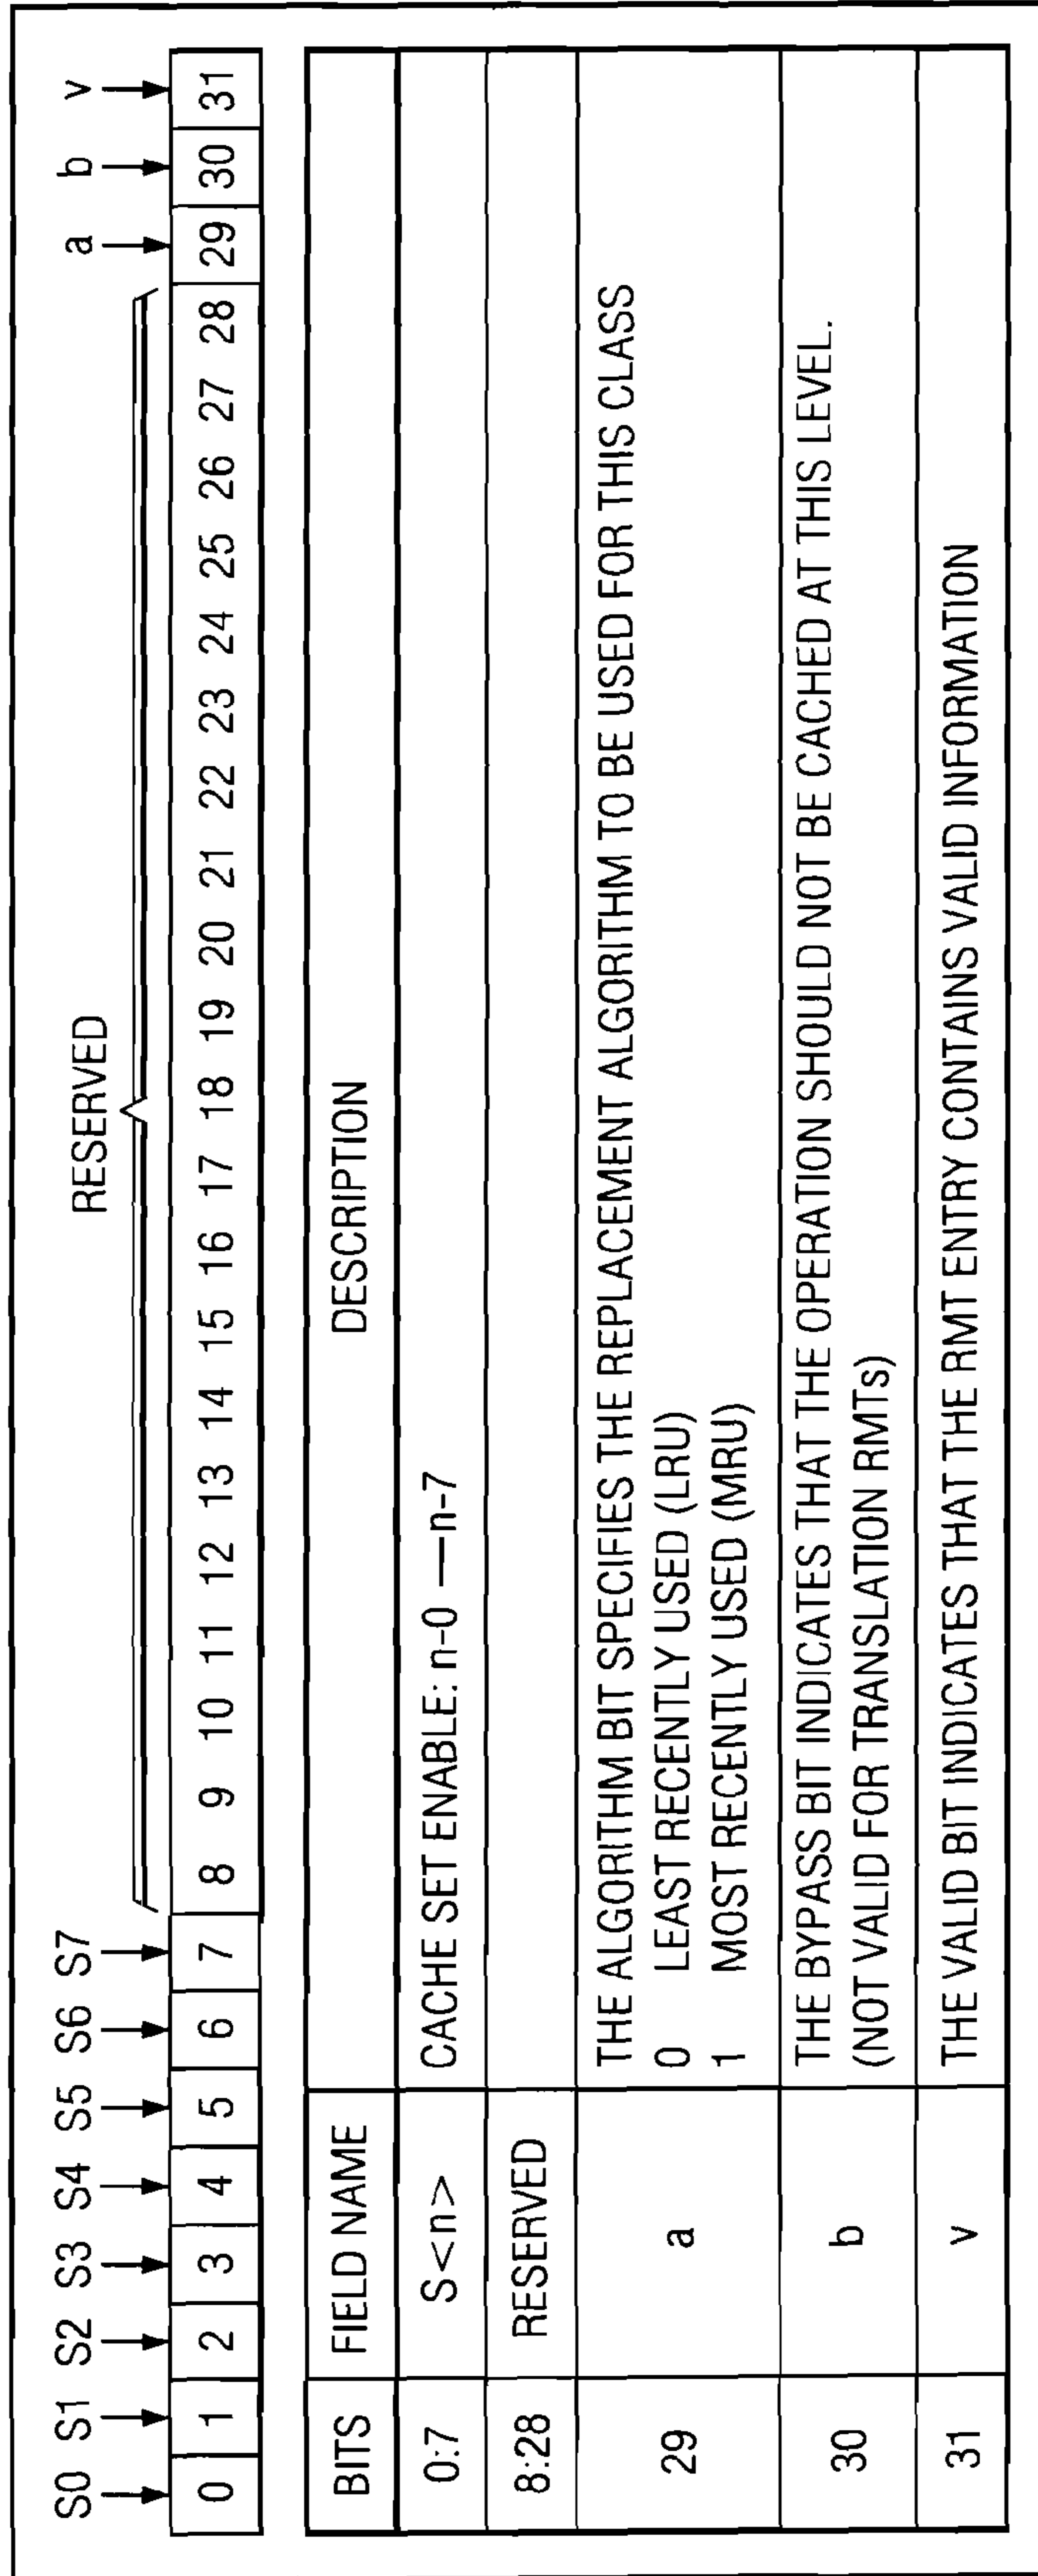 RESERVED
S0 S1 S2 S3 S4 S5 S6 S7 a b v
0 1 2 3 4 5 6 7 8 9 10 11 12 13 14 15 16 17 18 19 20 21 22 23 24 25 26 27 28 29 30 31
BITS FIELD NAME DESCRIPTION
0:7 S<n> CACHE SET ENABLE: n-0 —n-7
8:28 RESERVED
29 a THE ALGORITHM BIT SPECIFIES THE REPLACEMENT ALGORITHM TO BE USED FOR THIS CLASS
0 LEAST RECENTLY USED (LRU)
1 MOST RECENTLY USED (MRU)
30 b THE BYPASS BIT INDICATES THAT THE OPERATION SHOULD NOT BE CACHED AT THIS LEVEL.
(NOT VALID FOR TRANSLATION RMTs)
31 v THE VALID BIT INDICATES THAT THE RMT ENTRY CONTAINS VALID INFORMATION